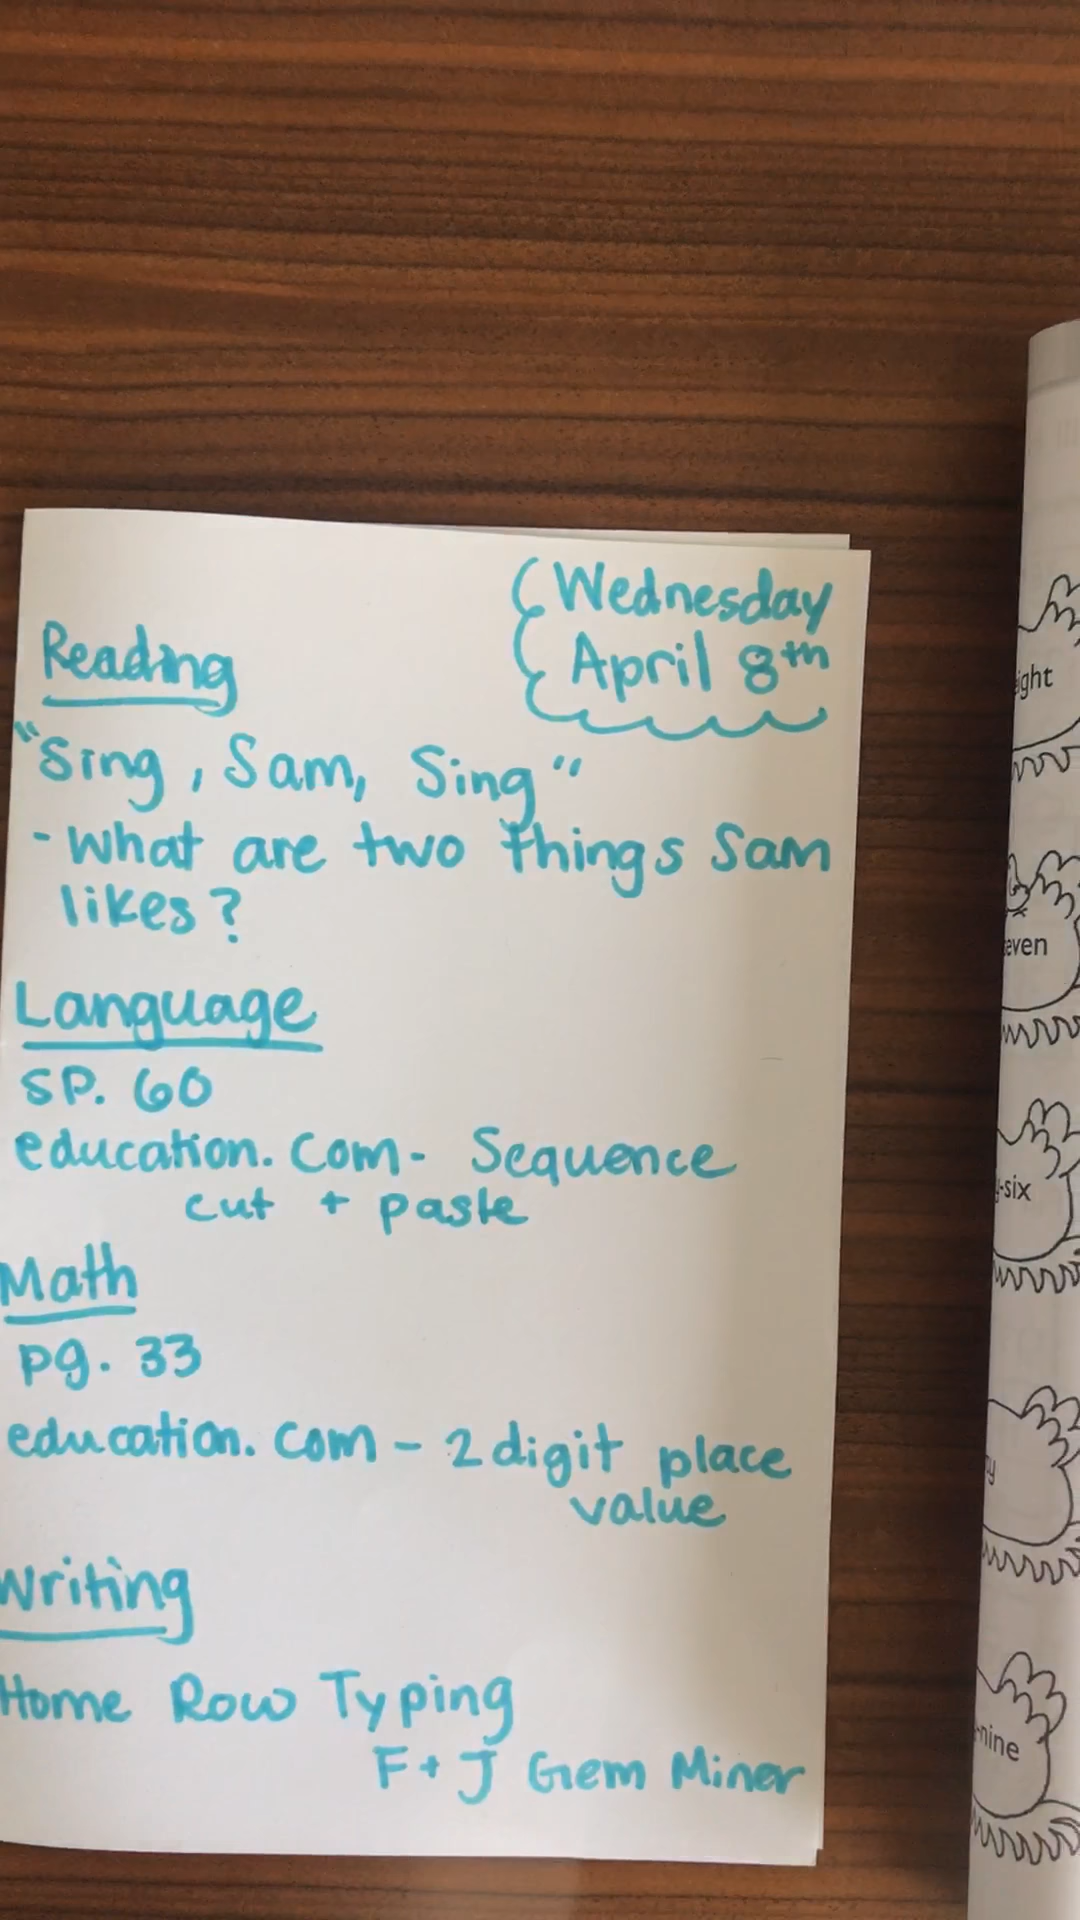 Wednesday
April 8th
Reading
"Sing, Sam, Sing"
- What are two things Sam
likes?
Language
SP. 60
education.com- Sequence
cut + paste
Math
pg. 33
education.com - 2 digit place
value
Writing
Home Row Typing
F + J Gem Miner
ight
even
-six
-nine